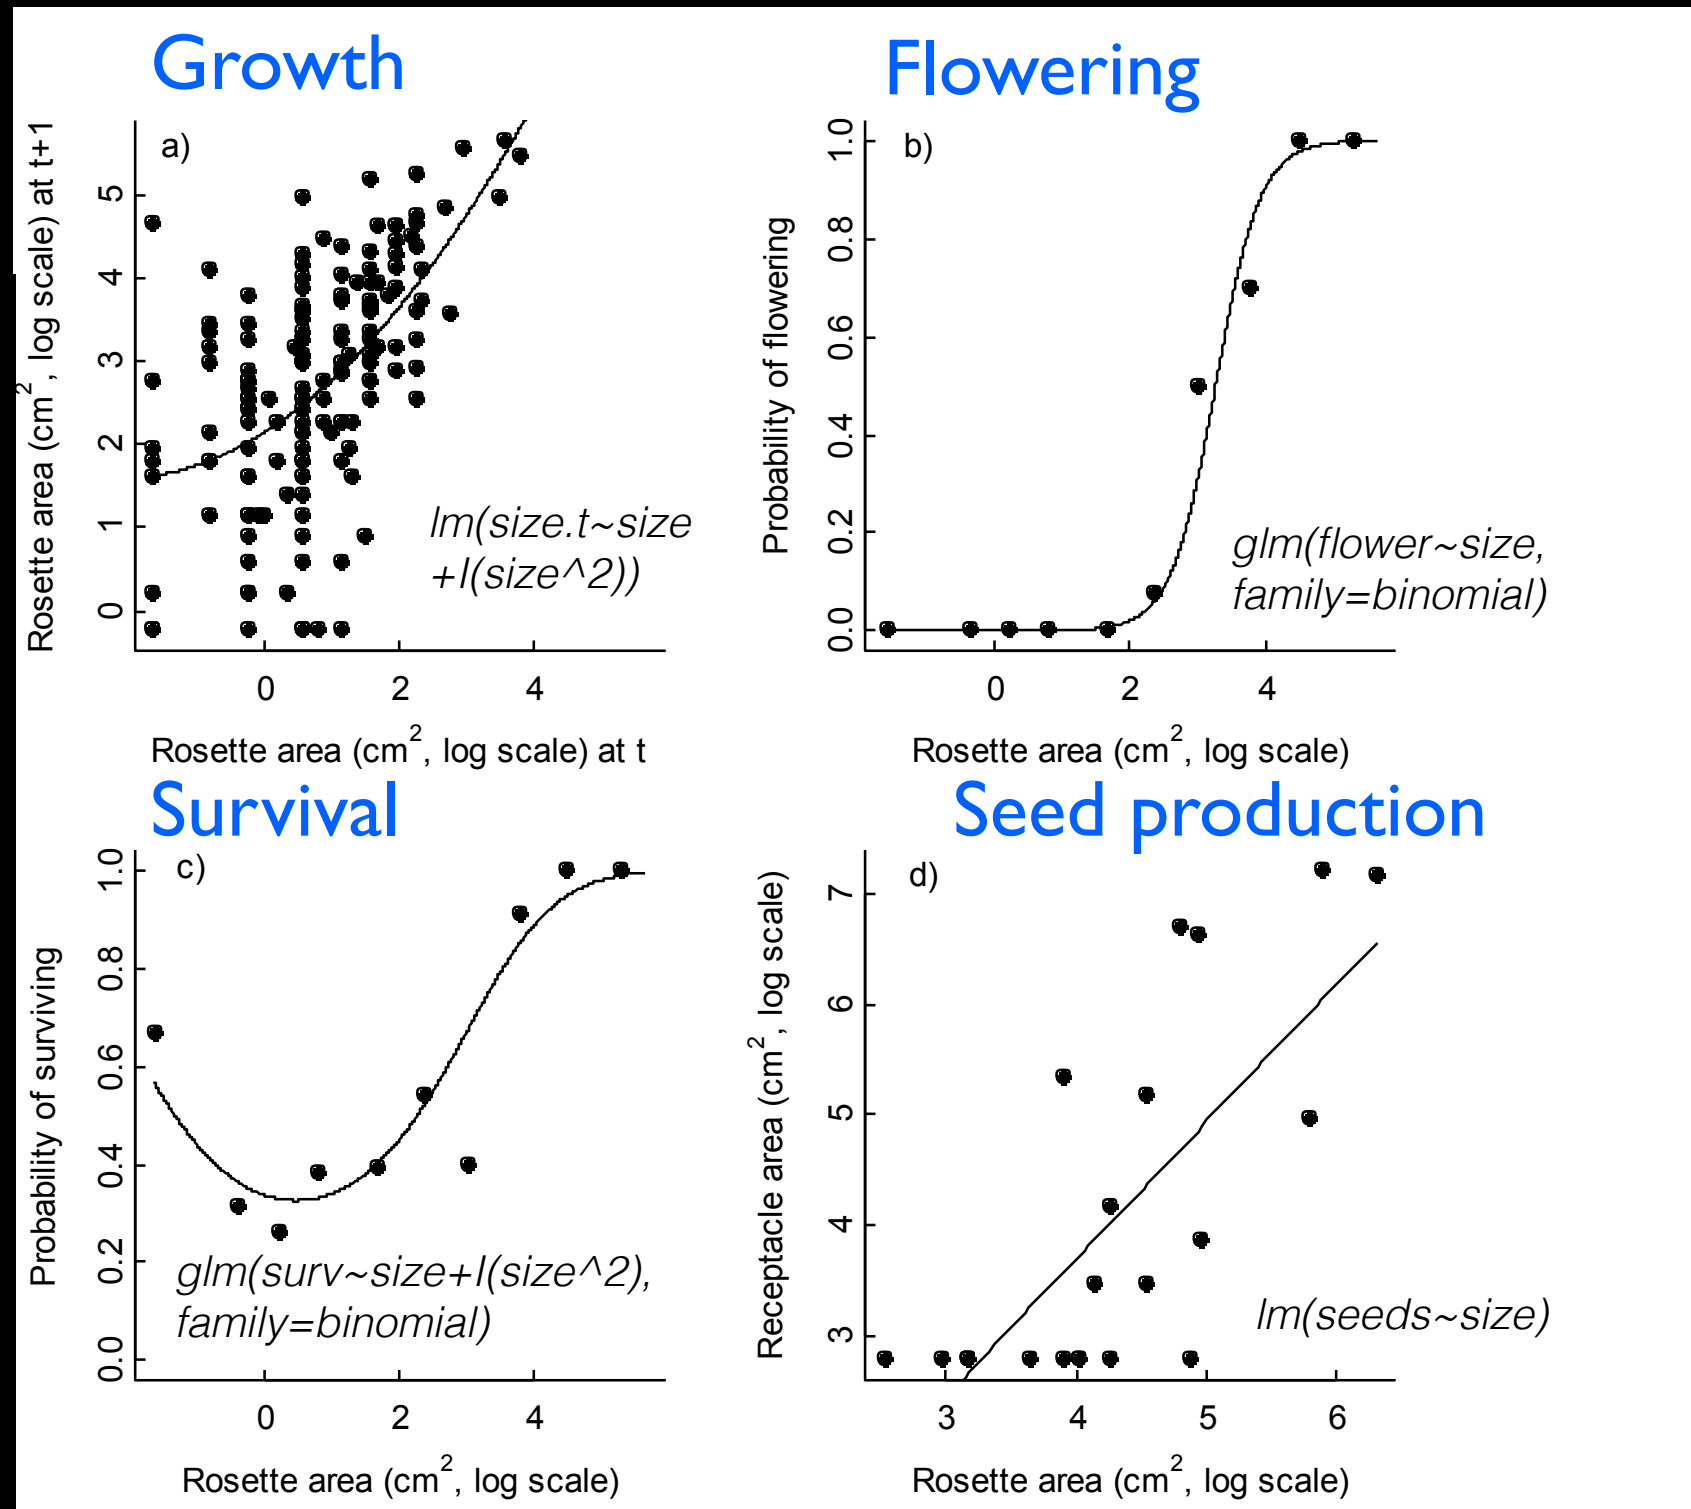 Growth
a)
Rosette area (cm², log scale) at t+1
5
4
3
2
1
0
lm(size.t~size
+I(size^2))
0 2 4
Rosette area (cm², log scale) at t
Flowering
b)
Probability of flowering
1.0
0.8
0.6
0.4
0.2
0.0
glm(flower~size,
family=binomial)
0 2 4
Rosette area (cm², log scale)
Survival
c)
Probability of surviving
1.0
0.8
0.6
0.4
0.2
0.0
glm(surv~size+I(size^2),
family=binomial)
0 2 4
Rosette area (cm², log scale)
Seed production
d)
Receptacle area (cm², log scale)
7
6
5
4
3
lm(seeds~size)
3 4 5 6
Rosette area (cm², log scale)